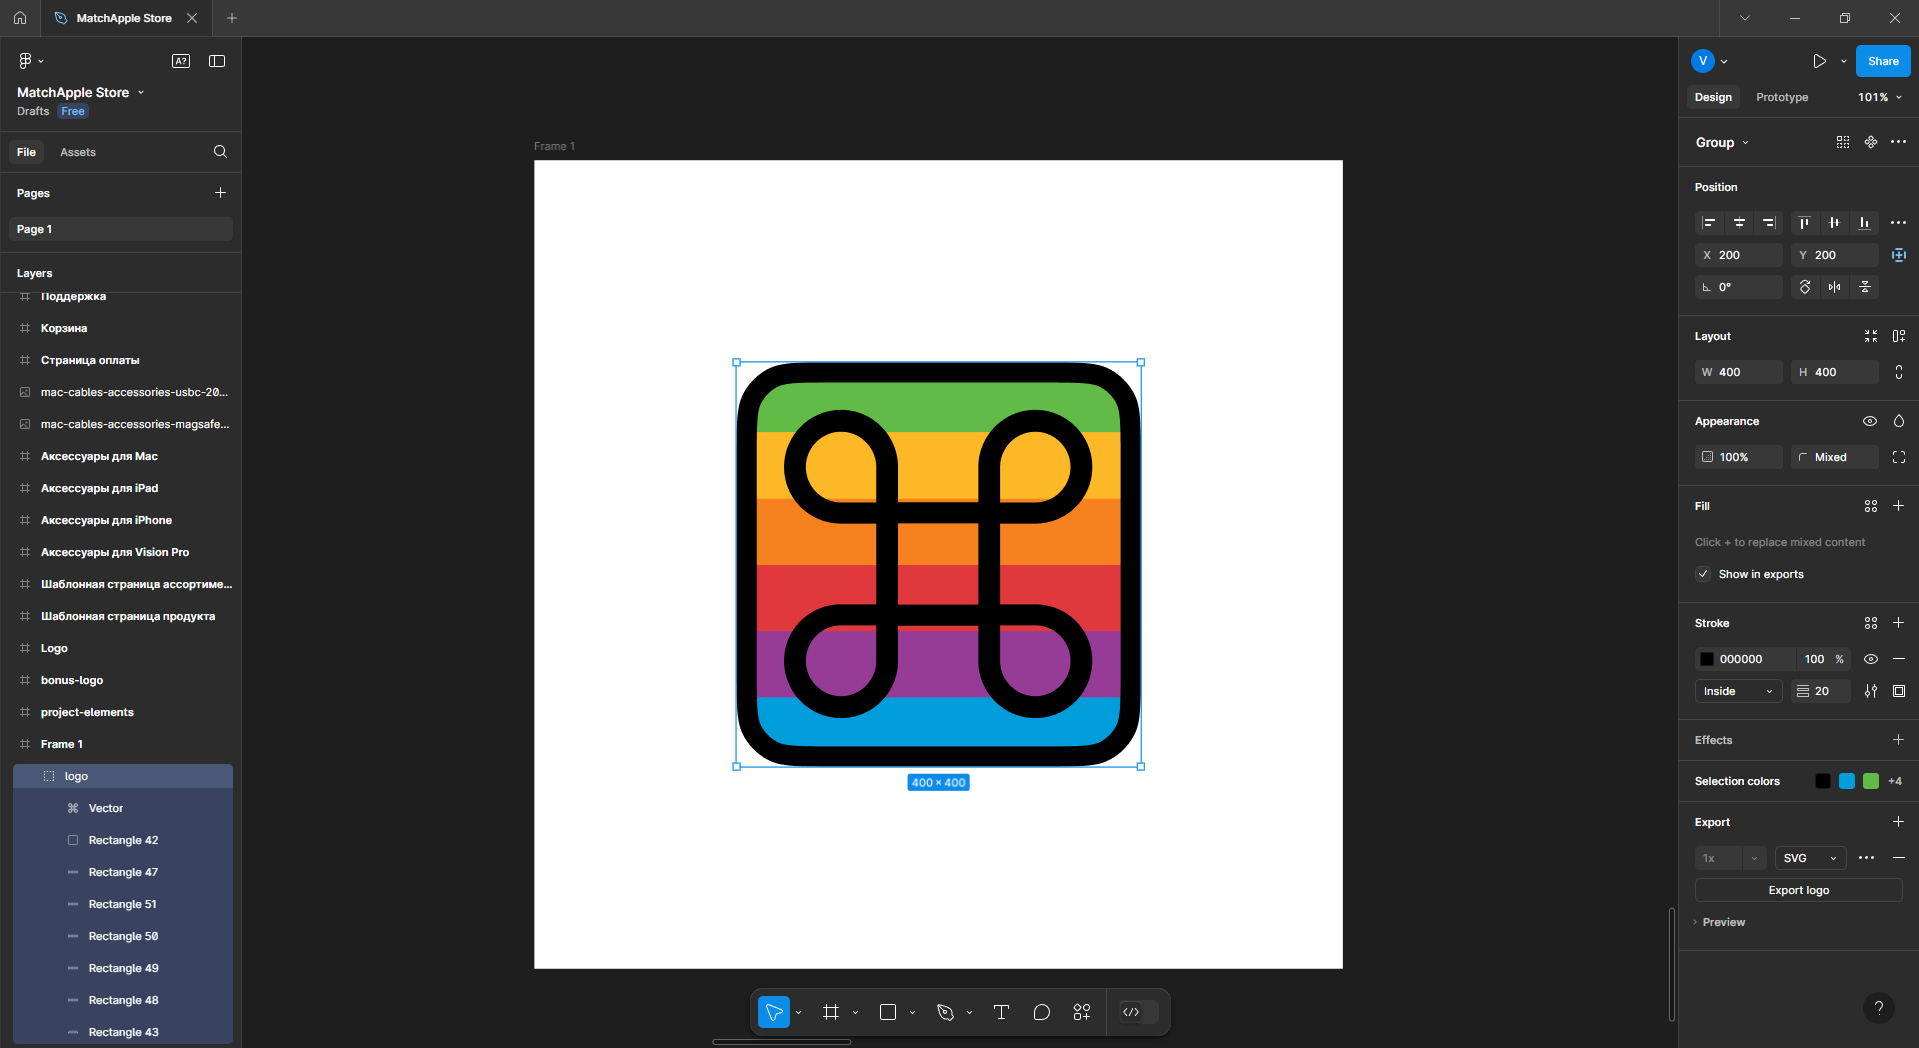 MatchApple Store
A?
MatchApple Store
Drafts Free
File Assets
Pages
Page 1
Layers
Поддержка
Корзина
Страница оплаты
mac-cables-accessories-usbc-20...
mac-cables-accessories-magsafe...
Аксессуары для Mac
Аксессуары для iPad
Аксессуары для iPhone
Аксессуары для Vision Pro
Шаблонная страницв ассортиме...
Шаблонная страница продукта
Logo
bonus-logo
project-elements
Frame 1
logo
Vector
Rectangle 42
Rectangle 47
Rectangle 51
Rectangle 50
Rectangle 49
Rectangle 48
Rectangle 43
Frame 1
400 × 400
V
Share
Design Prototype 101%
Group
Position
X 200 Y 200
0°
Layout
W 400 H 400
Appearance
100% Mixed
Fill
Click + to replace mixed content
Show in exports
Stroke
000000 100 %
Inside 20
Effects
Selection colors +4
Export
1x SVG
Export logo
Preview
?